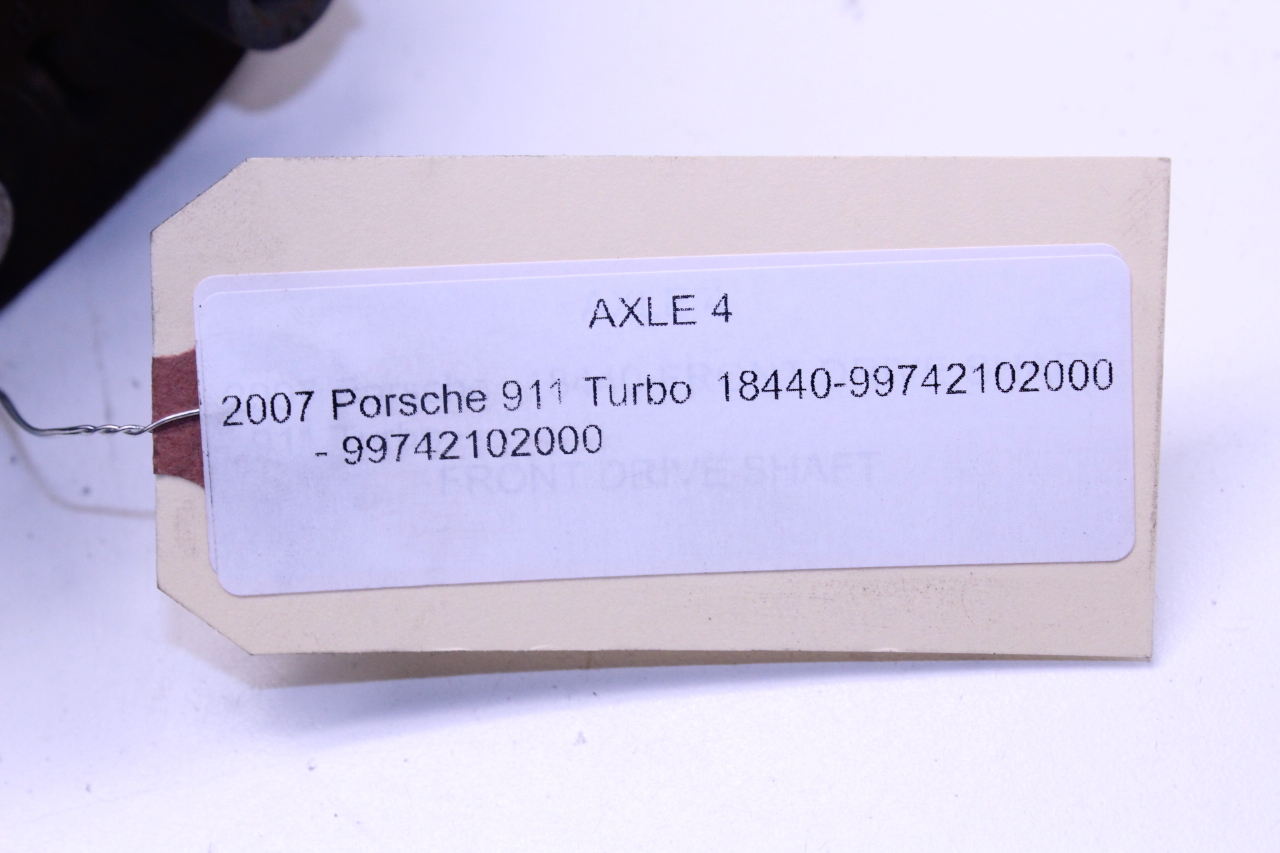 AXLE 4
2007 Porsche 911 Turbo 18440-99742102000
- 99742102000
FRONT DRIVE SHAFT